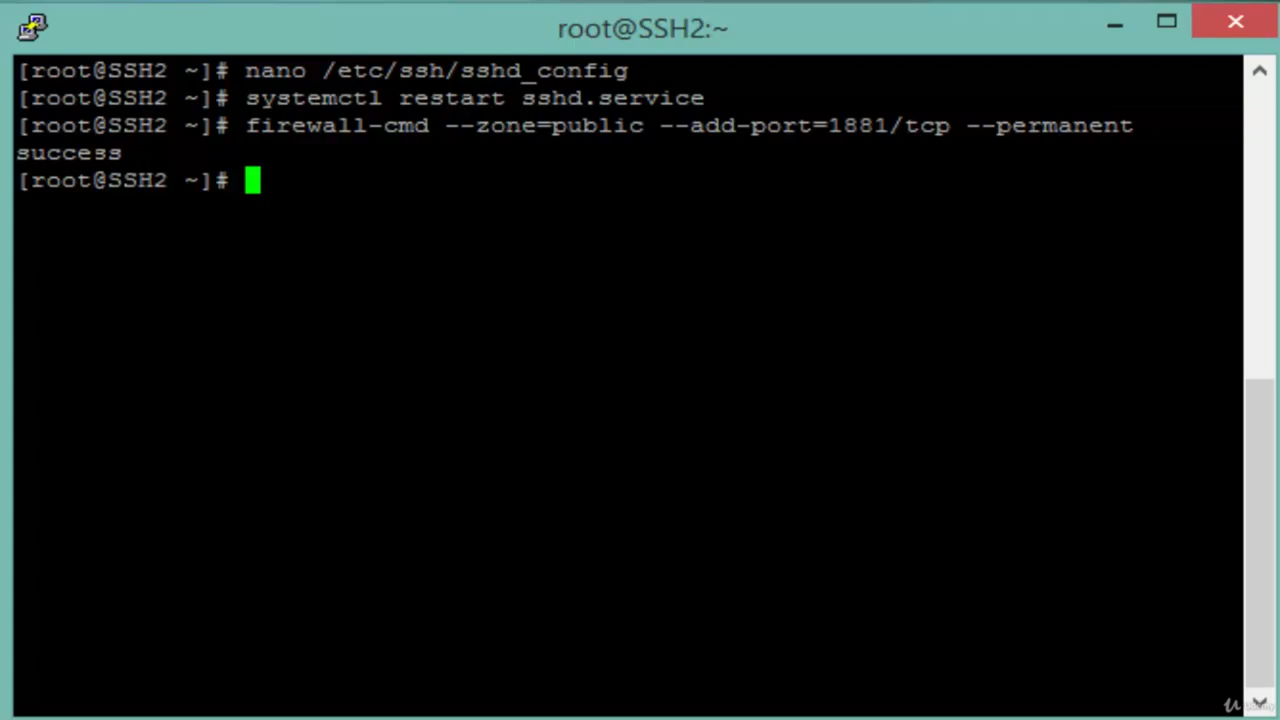 root@SSH2:~
[root@SSH2 ~]# nano /etc/ssh/sshd_config
[root@SSH2 ~]# systemctl restart sshd.service
[root@SSH2 ~]# firewall-cmd --zone=public --add-port=1881/tcp --permanent
success
[root@SSH2 ~]#